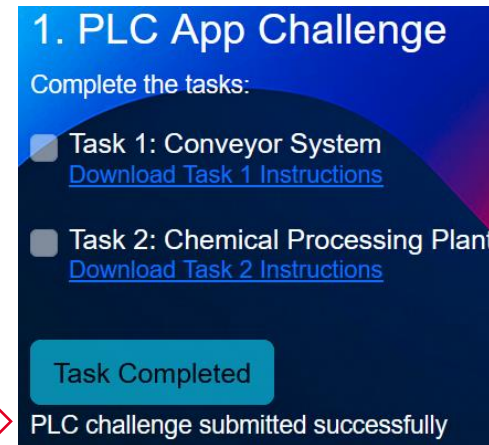 1. PLC App Challenge
Complete the tasks:
Task 1: Conveyor System
Download Task 1 Instructions
Task 2: Chemical Processing Plant
Download Task 2 Instructions
Task Completed
PLC challenge submitted successfully